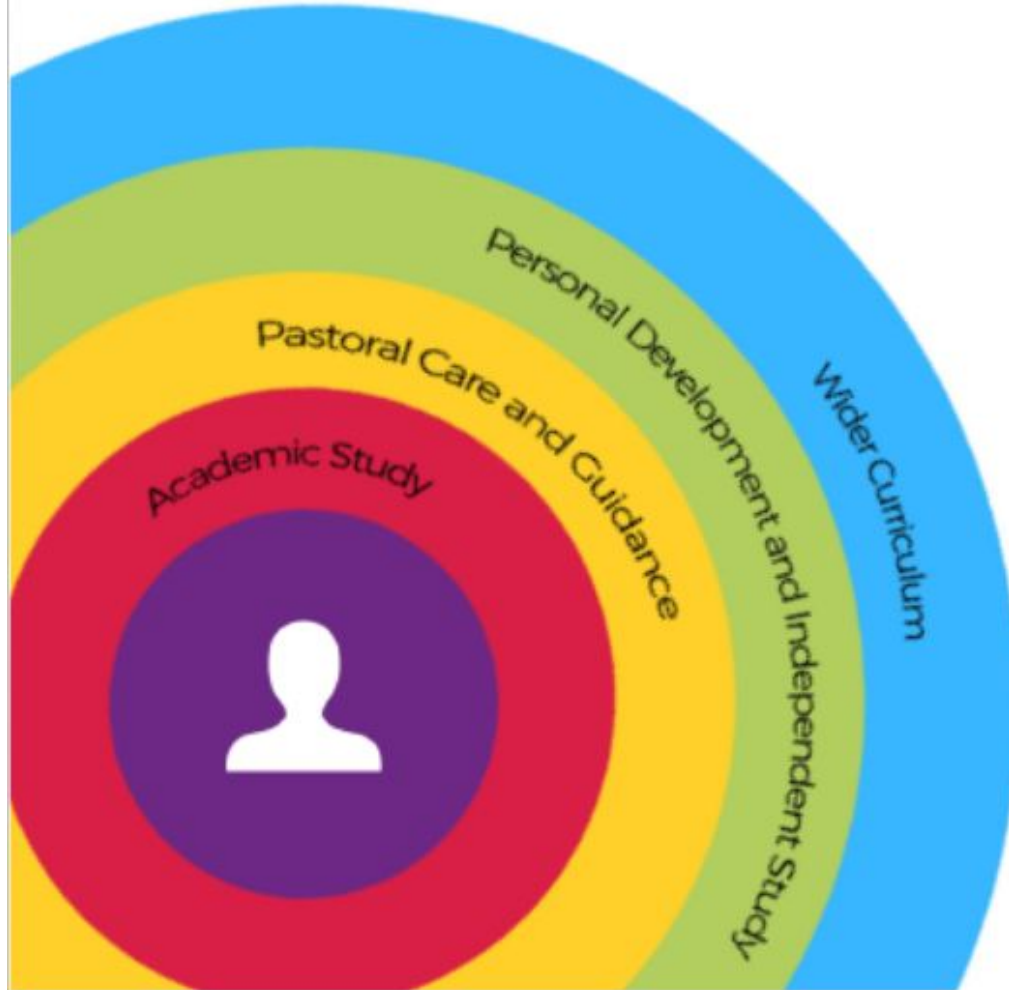 Academic Study
Pastoral Care and Guidance
Personal Development and Independent Study
Wider Curriculum